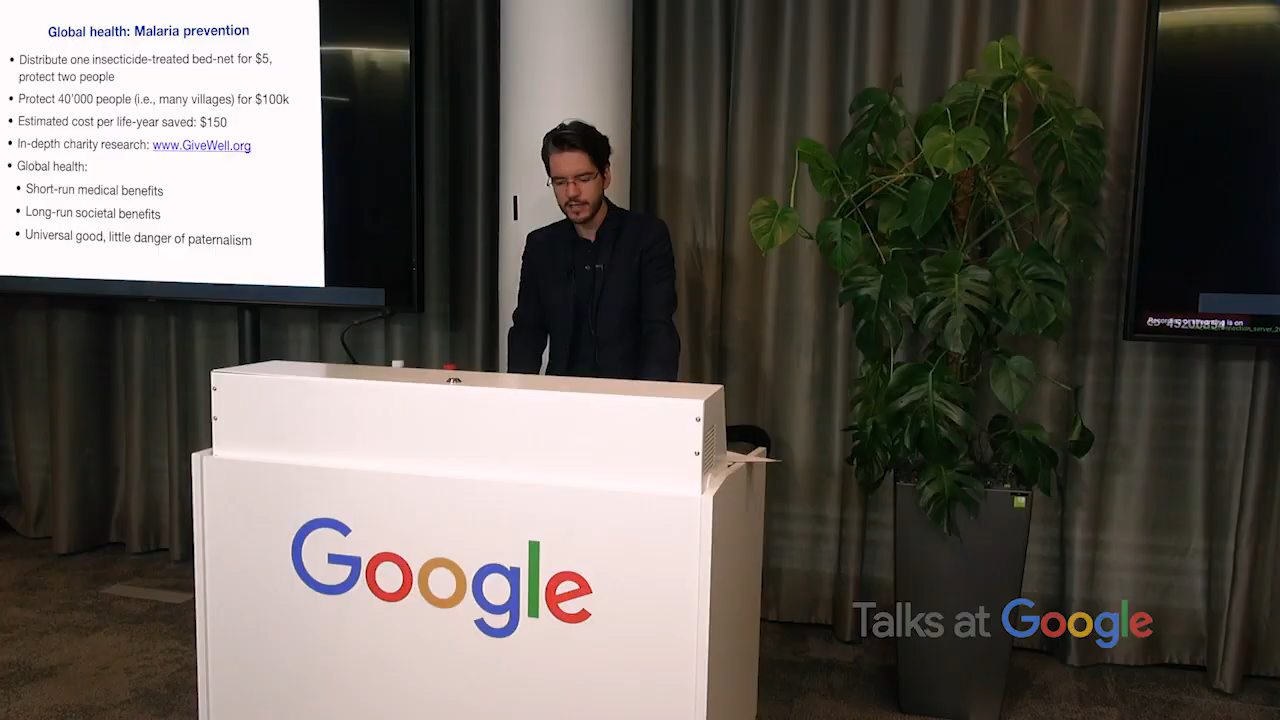 Global health: Malaria prevention
• Distribute one insecticide-treated bed-net for $5,
protect two people
• Protect 40'000 people (i.e., many villages) for $100k
• Estimated cost per life-year saved: $150
• In-depth charity research: www.GiveWell.org
• Global health:
• Short-run medical benefits
• Long-run societal benefits
• Universal good, little danger of paternalism
Google
Talks at Google